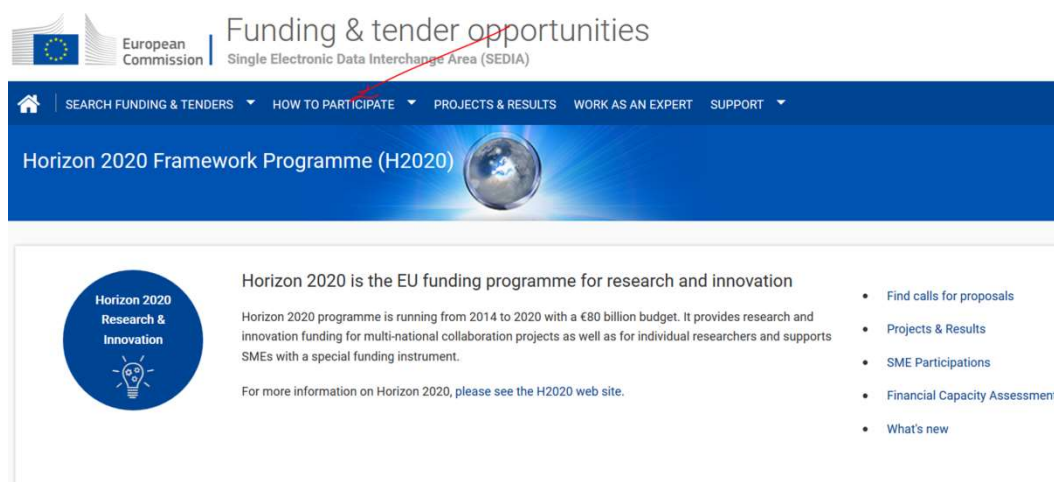 European
Commission
Funding & tender opportunities
Single Electronic Data Interchange Area (SEDIA)
SEARCH FUNDING & TENDERS HOW TO PARTICIPATE PROJECTS & RESULTS WORK AS AN EXPERT SUPPORT
Horizon 2020 Framework Programme (H2020)
Horizon 2020
Research &
Innovation
Horizon 2020 is the EU funding programme for research and innovation
Horizon 2020 programme is running from 2014 to 2020 with a €80 billion budget. It provides research and
innovation funding for multi-national collaboration projects as well as for individual researchers and supports
SMEs with a special funding instrument.
For more information on Horizon 2020, please see the H2020 web site.
Find calls for proposals
Projects & Results
SME Participations
Financial Capacity Assessment
What's new